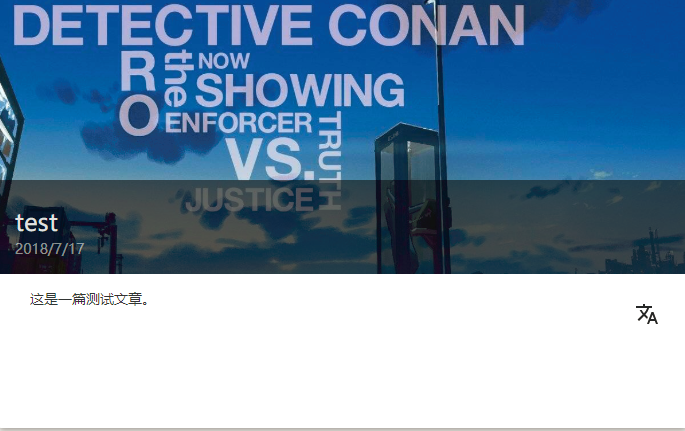 DETECTIVE CONAN
R the NOW
SHOWING
O ENFORCER TRUTH
VS.
JUSTICE
test
2018/7/17
这是一篇测试文章。